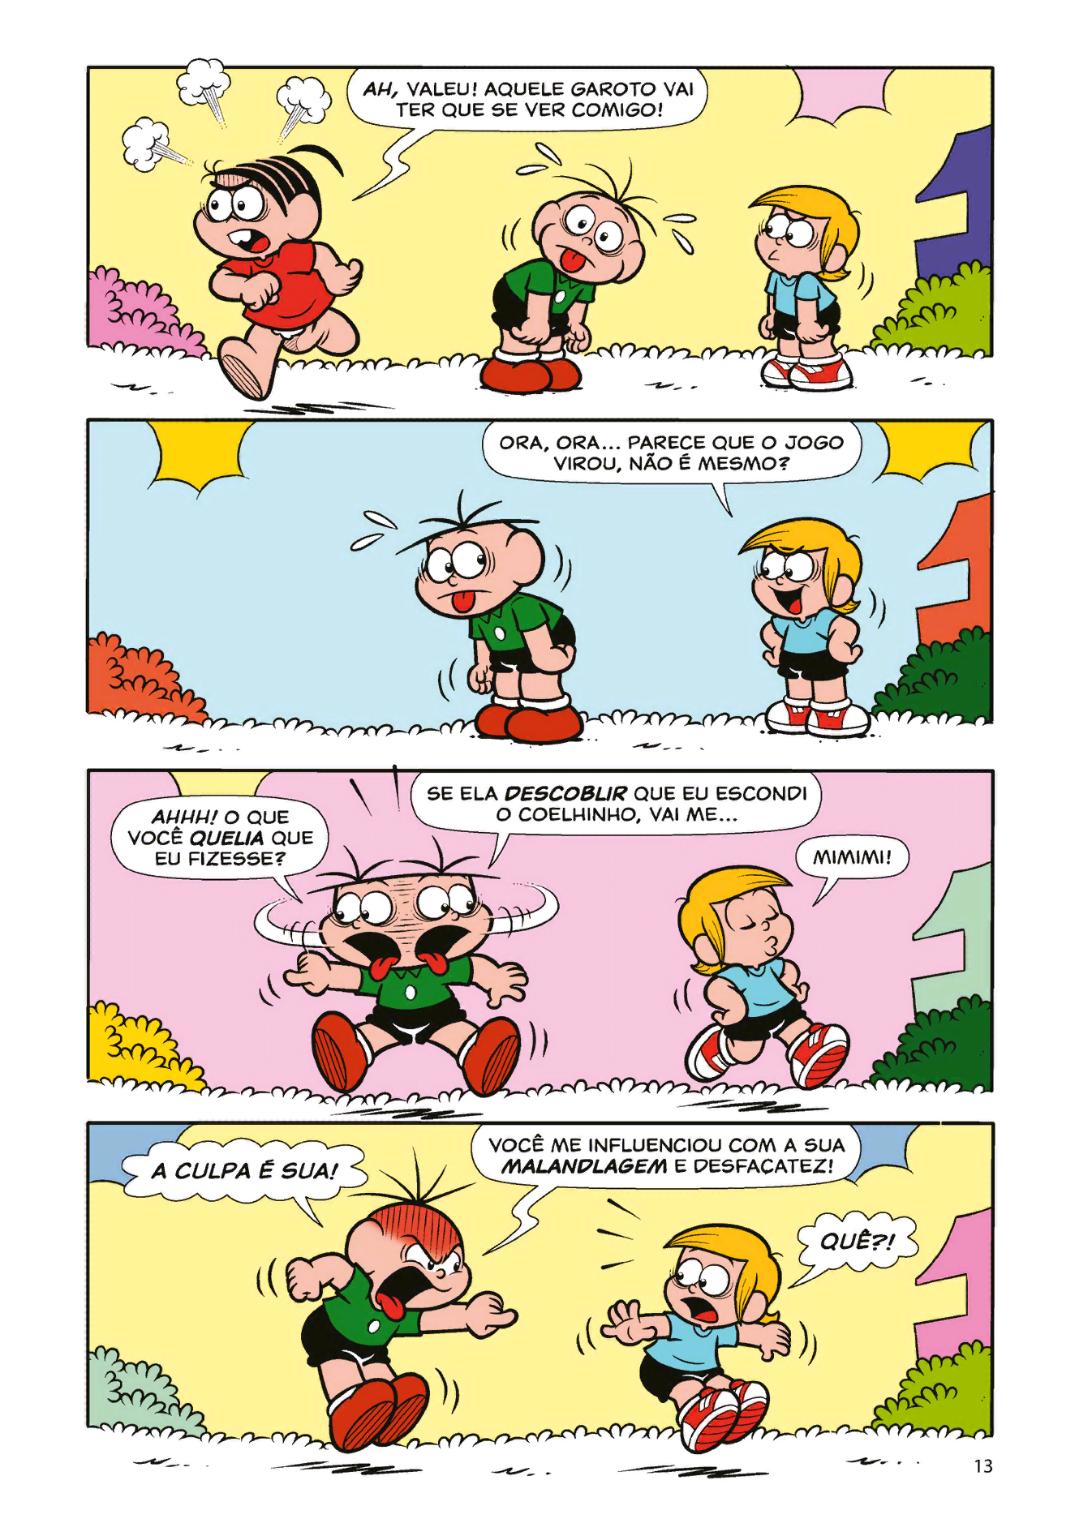 AH, VALEU! AQUELE GAROTO VAI
TER QUE SE VER COMIGO!
ORA, ORA... PARECE QUE O JOGO
VIROU, NÃO É MESMO?
AHHH! O QUE
VOCÊ QUELIA QUE
EU FIZESSE?
SE ELA DESCOBLIR QUE EU ESCONDI
O COELHINHO, VAI ME...
MIMIMI!
A CULPA É SUA!
VOCÊ ME INFLUENCIOU COM A SUA
MALANDLAGEM E DESFAÇATEZ!
QUÊ?!
13